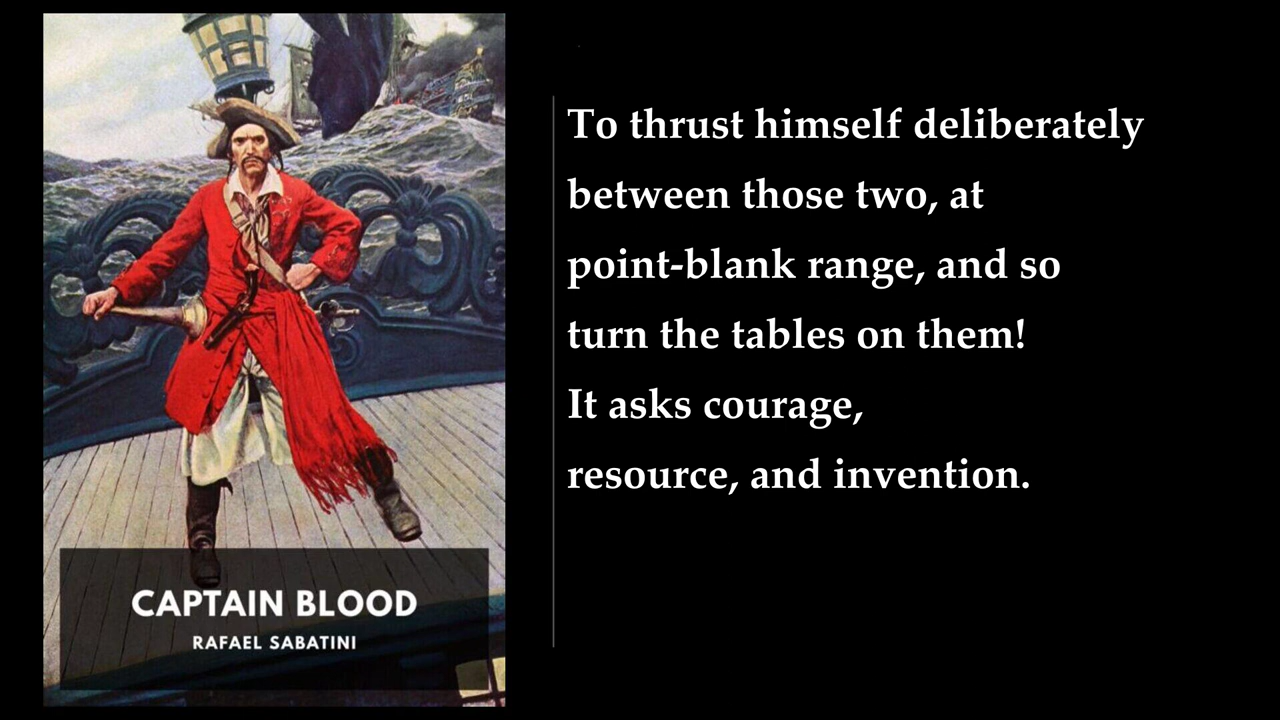 CAPTAIN BLOOD
RAFAEL SABATINI
To thrust himself deliberately
between those two, at
point-blank range, and so
turn the tables on them!
It asks courage,
resource, and invention.